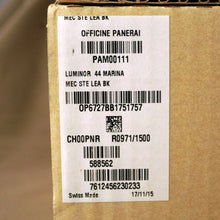 MEC STE LEA BK
OFFICINE PANERAI
PAM00111
LUMINOR 44 MARINA
MEC STE LEA BK
OP6727BB1751757
CH00PNR R0971/1500
588562
7612456230233
Swiss Made 17/11/15